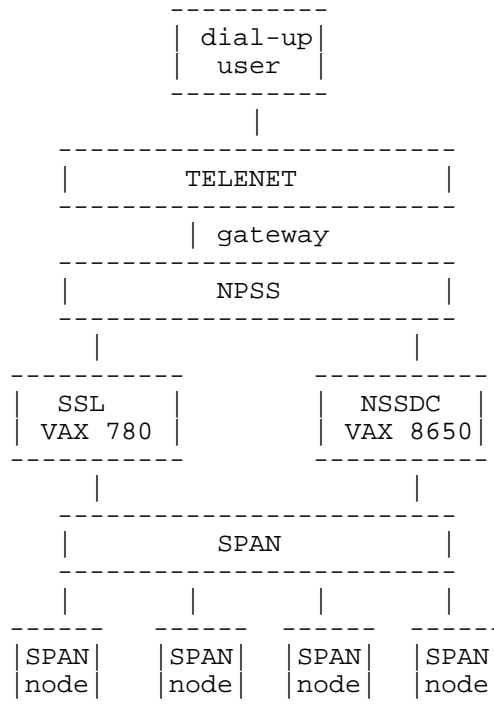 dial-up
user
TELENET
gateway
NPSS
SSL NSSDC
VAX 780 VAX 8650
SPAN
SPAN SPAN SPAN SPAN
node node node node